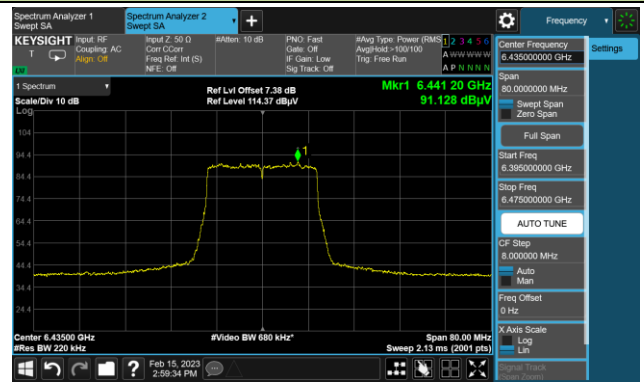 Spectrum Analyzer 1
Swept SA
Spectrum Analyzer 2
Swept SA
Frequency
KEYSIGHT
Input: RF
Coupling: AC
Align: Off
Input Z: 50 Ω
Corr CCorr
Freq Ref: Int (S)
NFE: Off
#Atten: 10 dB
PNO: Fast
Gate: Off
IF Gain: Low
Sig Track: Off
#Avg Type: Power (RMS
Avg|Hold:>100/100
Trig: Free Run
1 2 3 4 5 6
A W W W W W
A P N N N N
LW
1 Spectrum
Scale/Div 10 dB
Log
Ref Lvl Offset 7.38 dB
Ref Level 114.37 dBµV
Mkr1 6.441 20 GHz
91.128 dBµV
104
94.4
84.4
74.4
64.4
54.4
44.4
34.4
24.4
1
Center 6.43500 GHz
#Res BW 220 kHz
#Video BW 680 kHz*
Span 80.00 MHz
Sweep 2.13 ms (2001 pts)
Center Frequency
6.435000000 GHz
Settings
Span
80.0000000 MHz
Swept Span
Zero Span
Full Span
Start Freq
6.395000000 GHz
Stop Freq
6.475000000 GHz
AUTO TUNE
CF Step
8.000000 MHz
Auto
Man
Freq Offset
0 Hz
X Axis Scale
Log
Lin
Signal Track
(Span Zoom)
Feb 15, 2023
2:59:34 PM